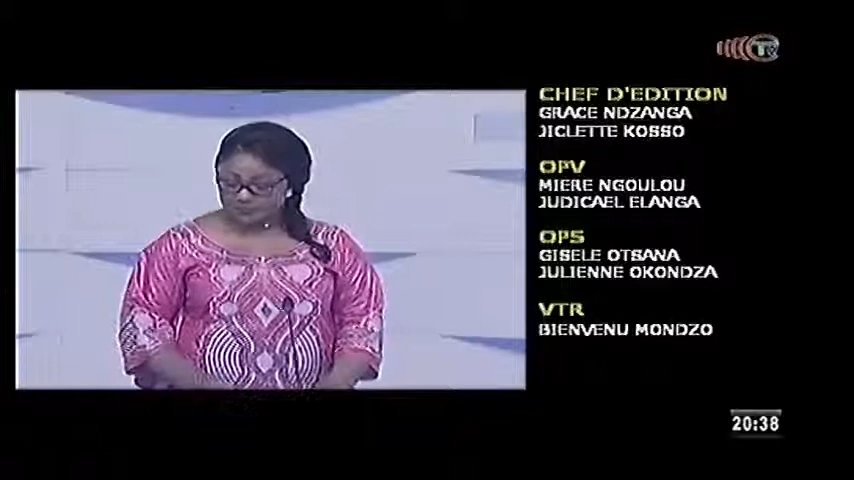 CHEF D'EDITION
GRACE NDZANGA
JICLETTE KOSSO
OPV
MIERE NGOULOU
JUDICAEL ELANGA
OPS
GISELE OTSANA
JULIENNE OKONDZA
VTR
BIENVENU MONDZO
20:38